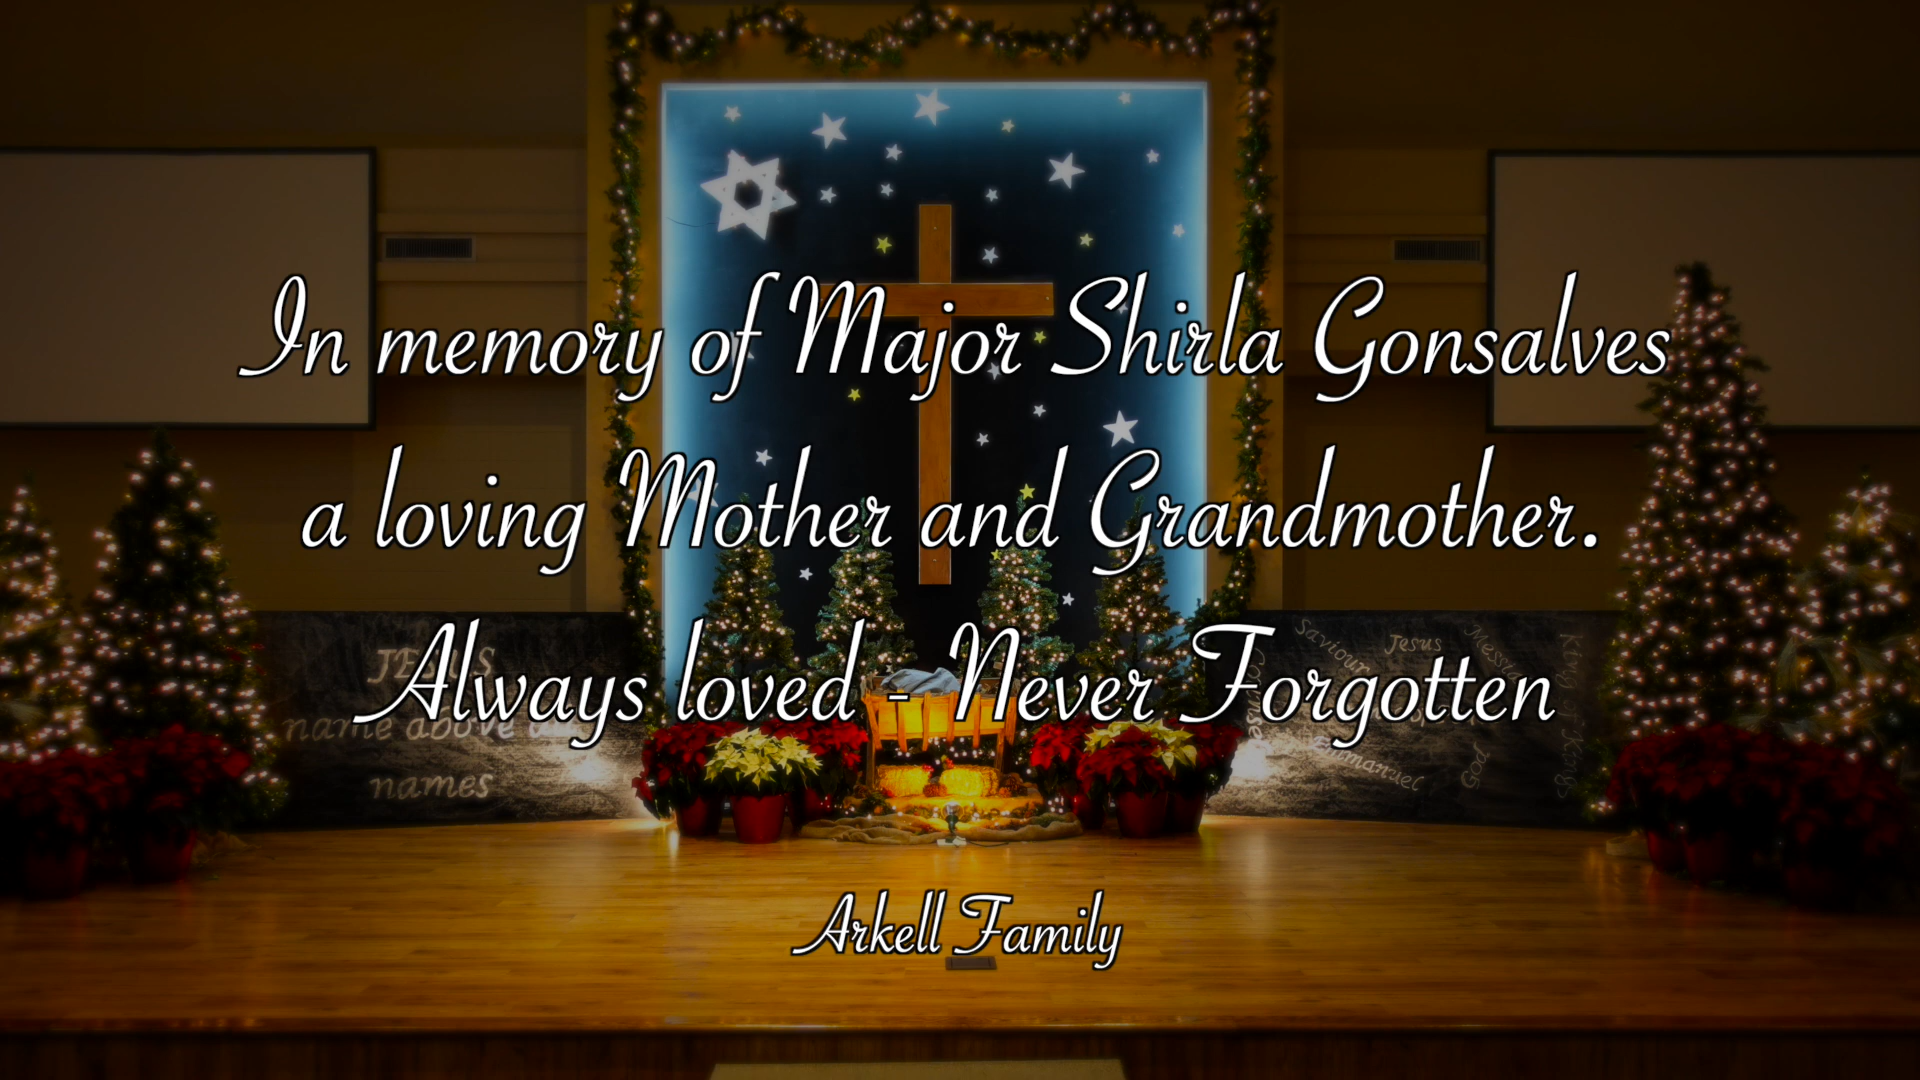 In memory of Major Shirla Gonsalves
a loving Mother and Grandmother.
Always loved - Never Forgotten
JESUS
name above
names
Saviour
Jesus
Emmanuel
God
Arkell Family